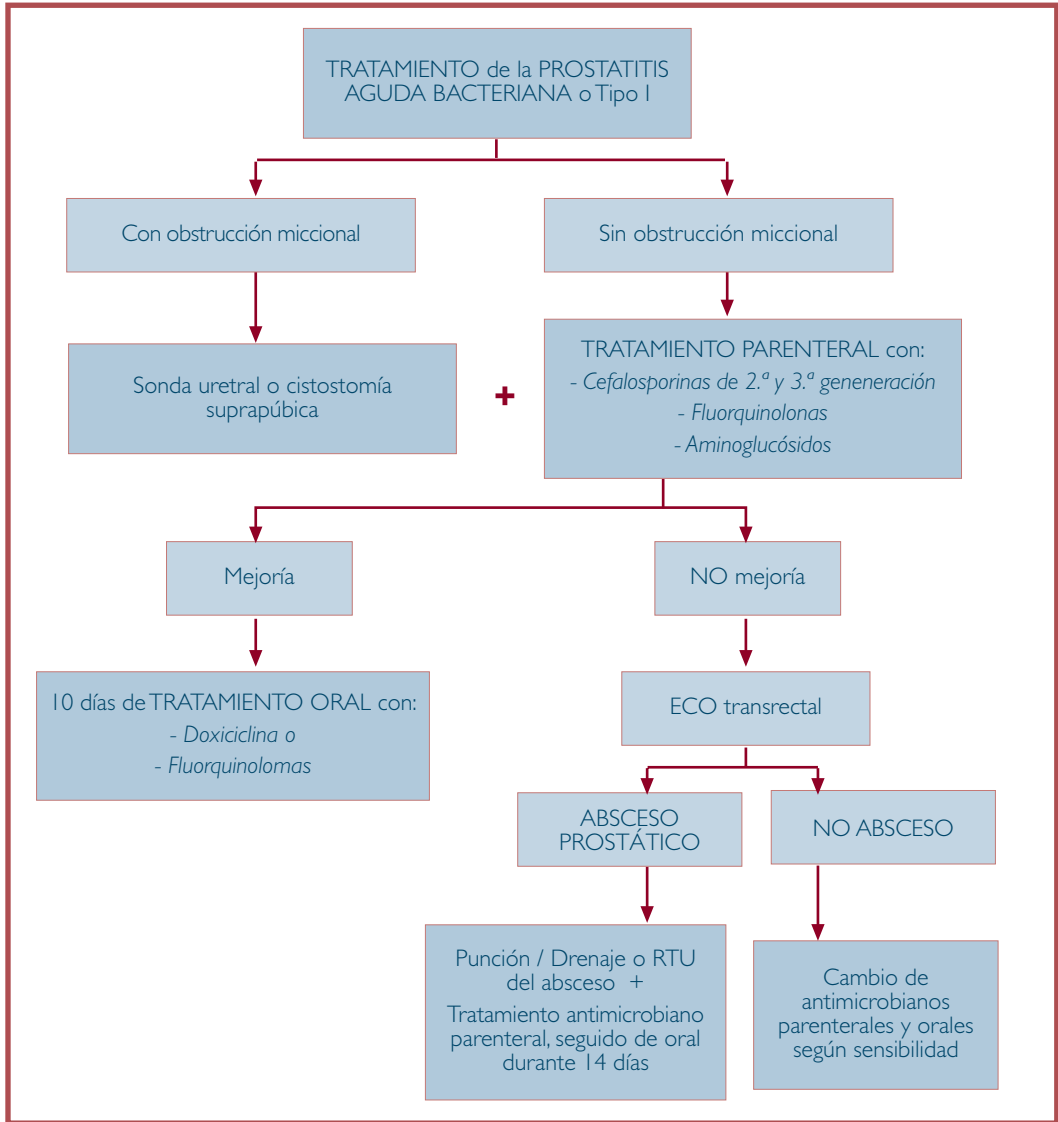 TRATAMIENTO de la PROSTATITIS
AGUDA BACTERIANA o Tipo I
Con obstrucción miccional
Sin obstrucción miccional
Sonda uretral o cistostomía
suprapúbica
+
TRATAMIENTO PARENTERAL con:
- Cefalosporinas de 2.ª y 3.ª geneneración
- Fluorquinolonas
- Aminoglucósidos
Mejoría
NO mejoría
10 días de TRATAMIENTO ORAL con:
- Doxiciclina o
- Fluorquinolomas
ECO transrectal
ABSCESO
PROSTÁTICO
NO ABSCESO
Punción / Drenaje o RTU
del absceso +
Tratamiento antimicrobiano
parenteral, seguido de oral
durante 14 días
Cambio de
antimicrobianos
parenterales y orales
según sensibilidad